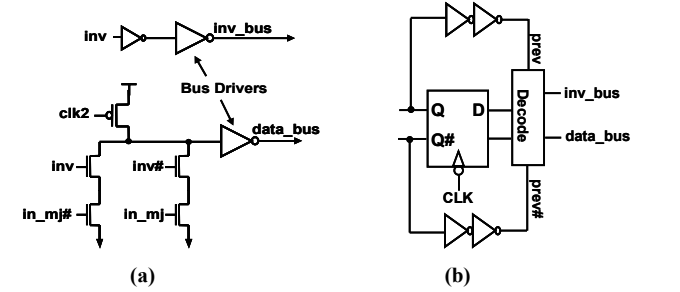 inv
inv_bus
Bus Drivers
clk2
data_bus
inv
inv#
in_mj#
in_mj
(a)
prev
Q
D
Q#
Decode
inv_bus
data_bus
CLK
prev#
(b)